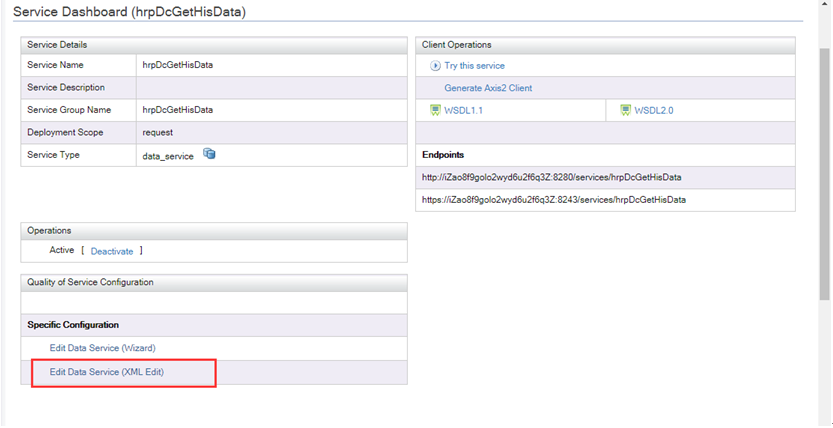 Service Dashboard (hrpDcGetHisData)
Service Details
Service Name hrpDcGetHisData
Service Description
Service Group Name hrpDcGetHisData
Deployment Scope request
Service Type data_service
Client Operations
Try this service
Generate Axis2 Client
WSDL1.1 WSDL2.0
Endpoints
http://iZao8f9golo2wyd6u2f6q3Z:8280/services/hrpDcGetHisData
https://iZao8f9golo2wyd6u2f6q3Z:8243/services/hrpDcGetHisData
Operations
Active [ Deactivate ]
Quality of Service Configuration
Specific Configuration
Edit Data Service (Wizard)
Edit Data Service (XML Edit)